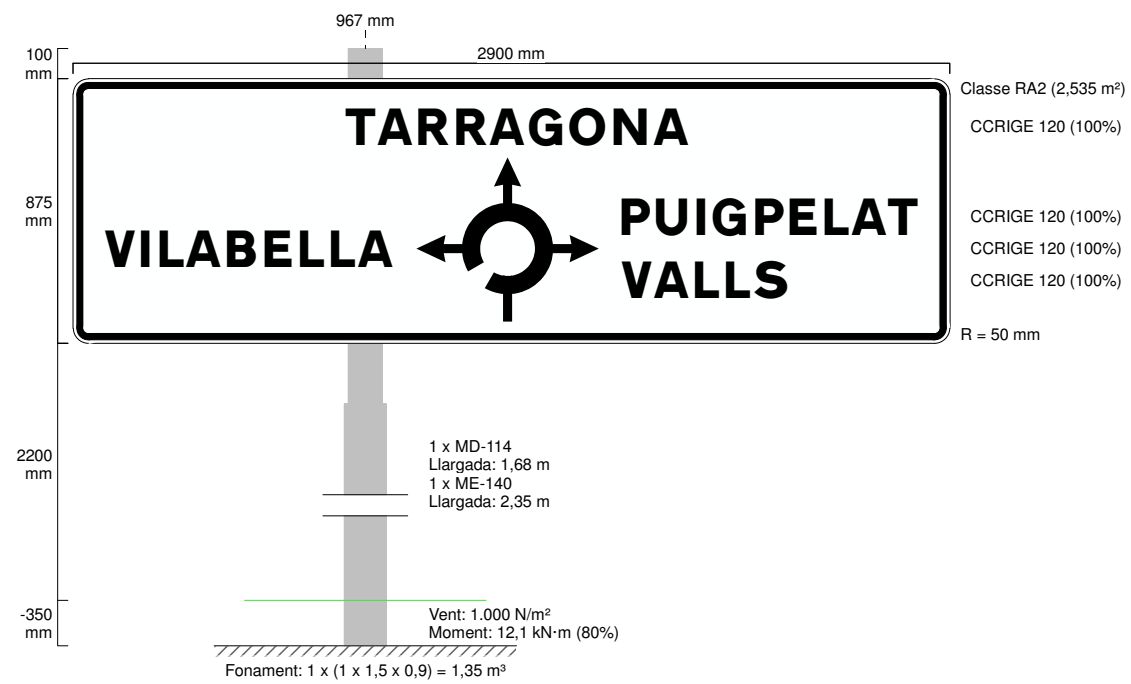 967 mm
100
mm
2900 mm
Classe RA2 (2,535 m²)
TARRAGONA
CCRIGE 120 (100%)
875
mm
PUIGPELAT
CCRIGE 120 (100%)
VILABELLA
CCRIGE 120 (100%)
VALLS
CCRIGE 120 (100%)
R = 50 mm
2200
mm
1 x MD-114
Llargada: 1,68 m
1 x ME-140
Llargada: 2,35 m
-350
mm
Vent: 1.000 N/m²
Moment: 12,1 kN·m (80%)
Fonament: 1 x (1 x 1,5 x 0,9) = 1,35 m³